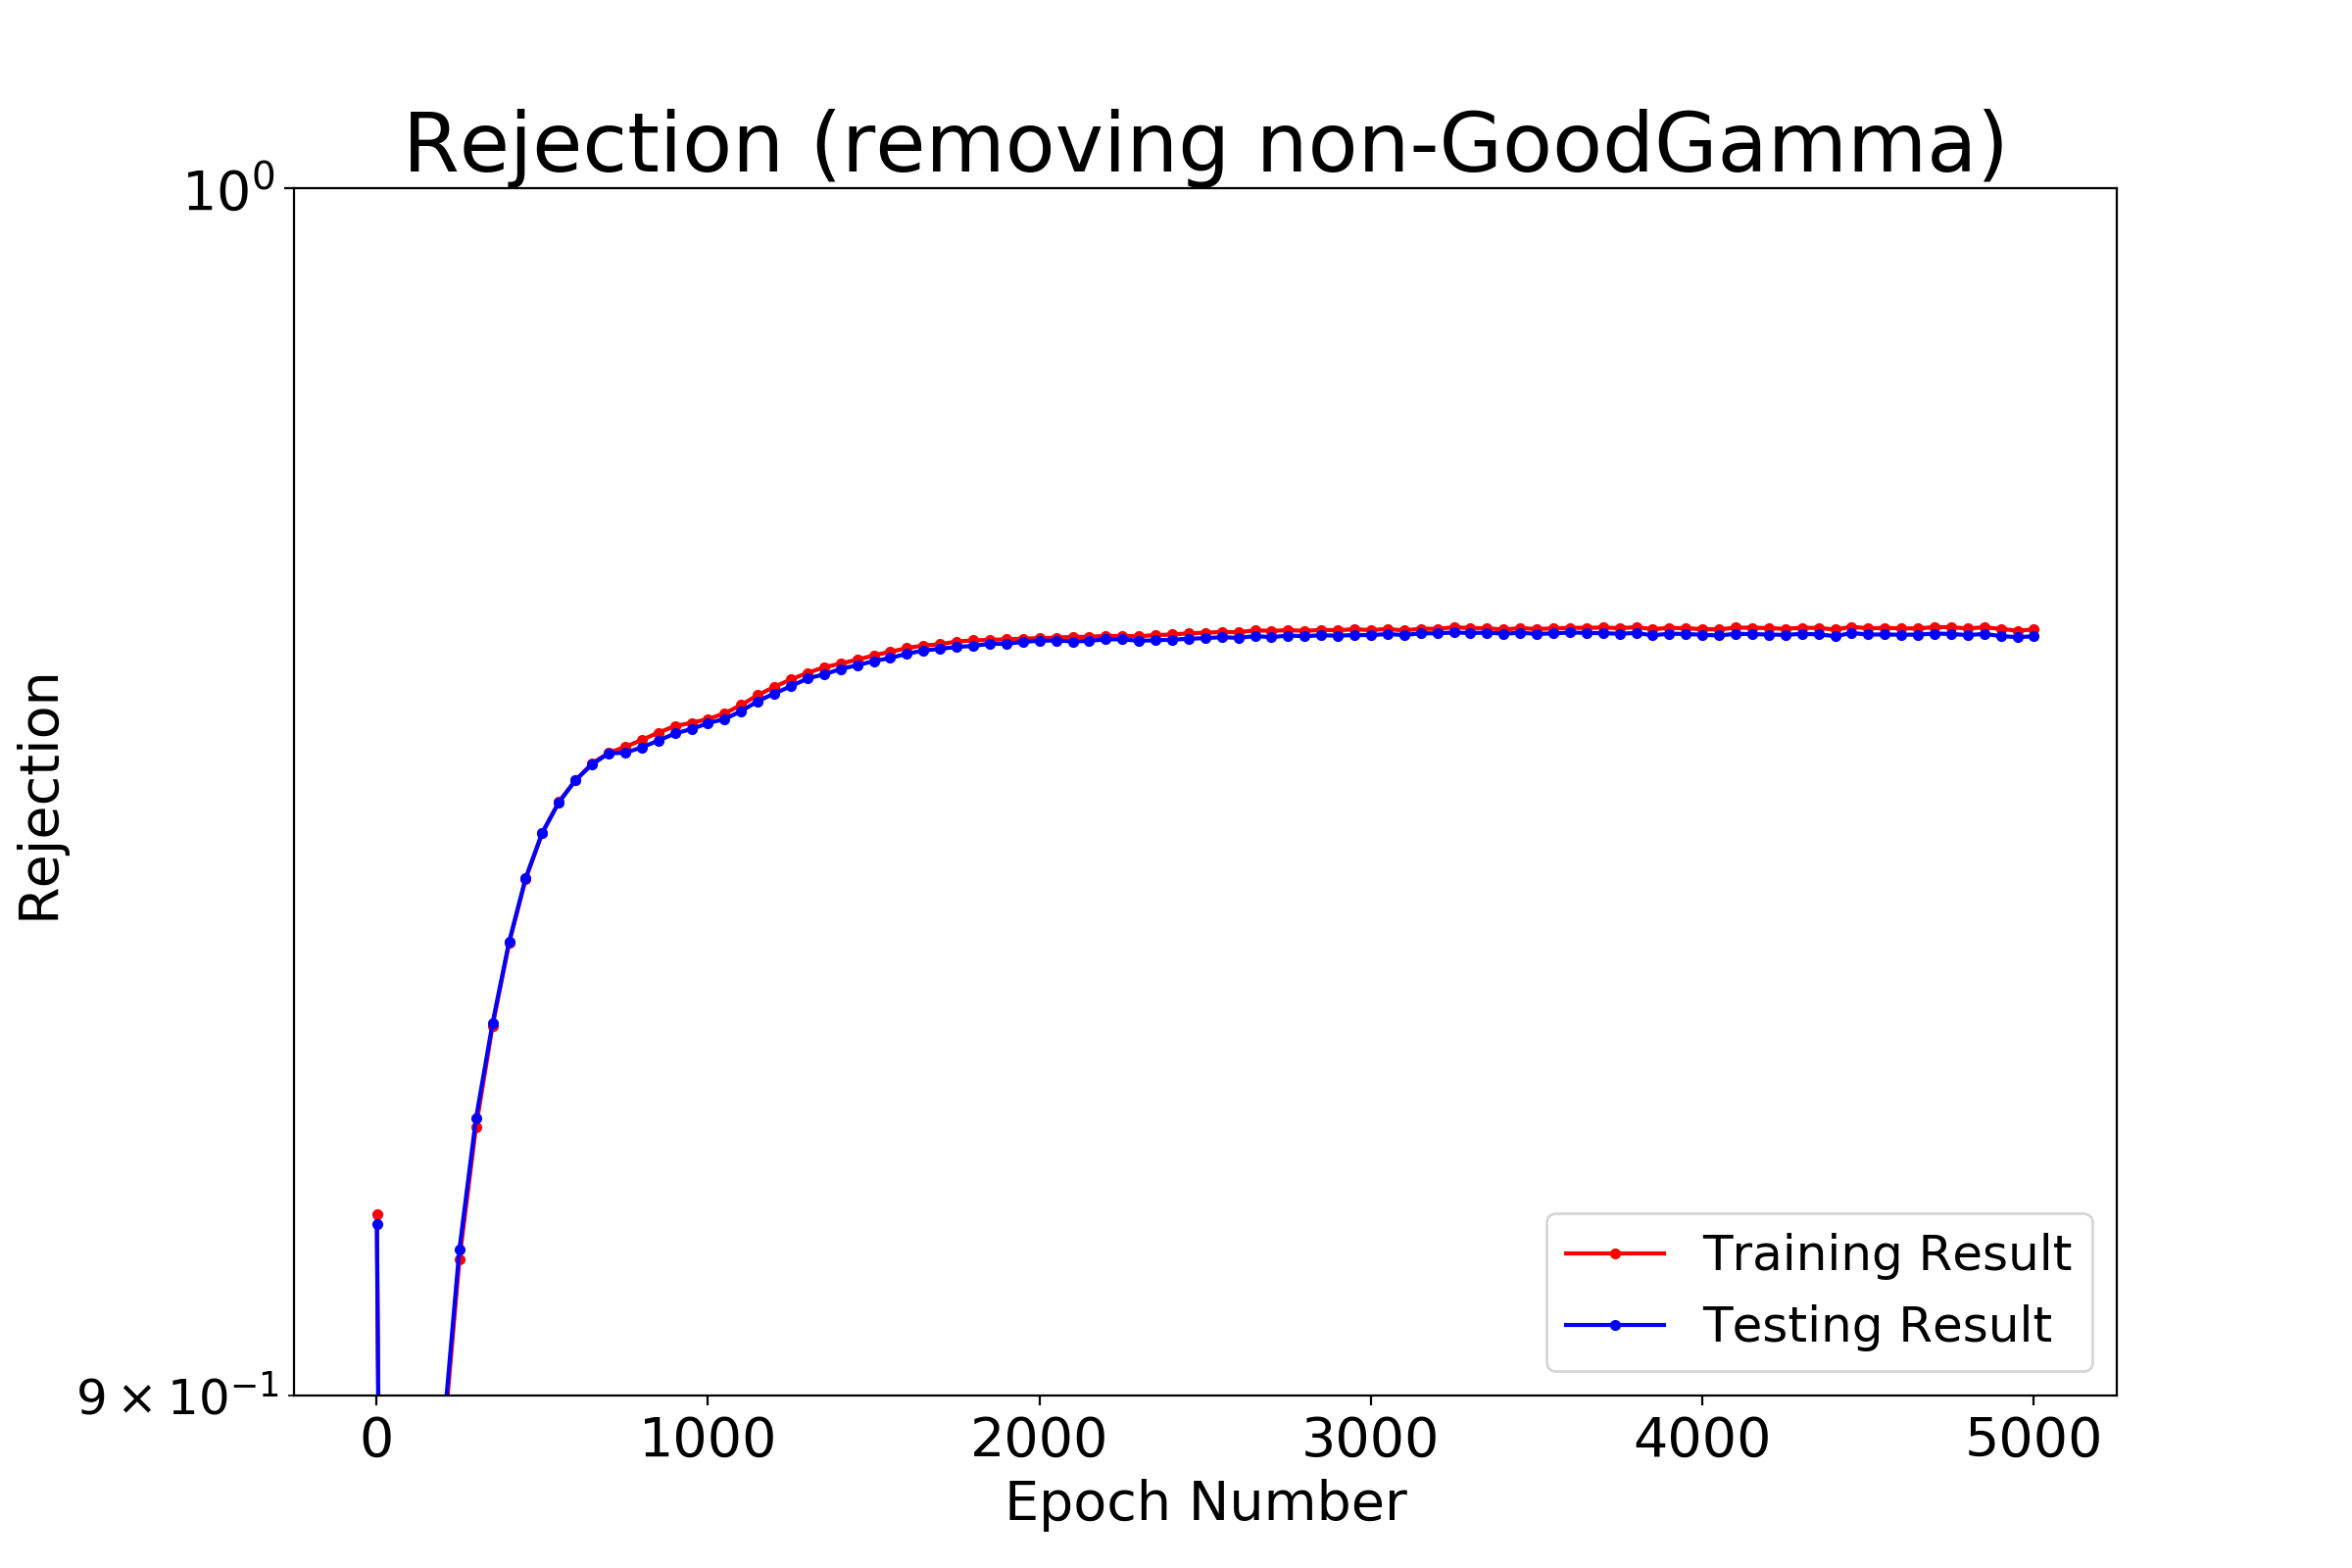 Rejection (removing non-GoodGamma)
10⁰
Rejection
9 × 10⁻¹
0 1000 2000 3000 4000 5000
Epoch Number
Training Result
Testing Result